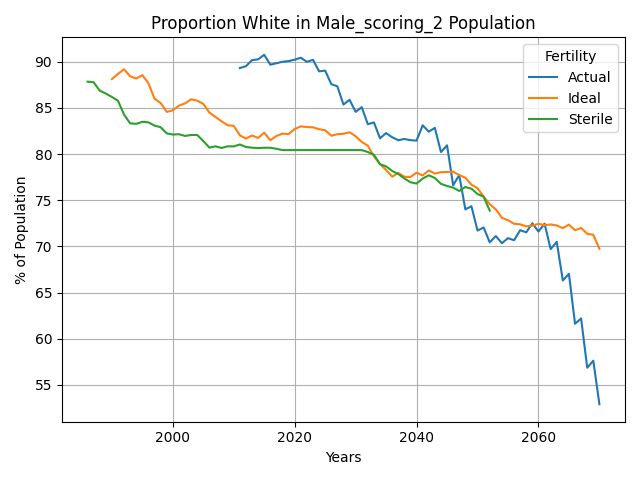 Proportion White in Male_scoring_2 Population
Fertility
Actual
Ideal
Sterile
% of Population
90
85
80
75
70
65
60
55
2000
2020
2040
2060
Years